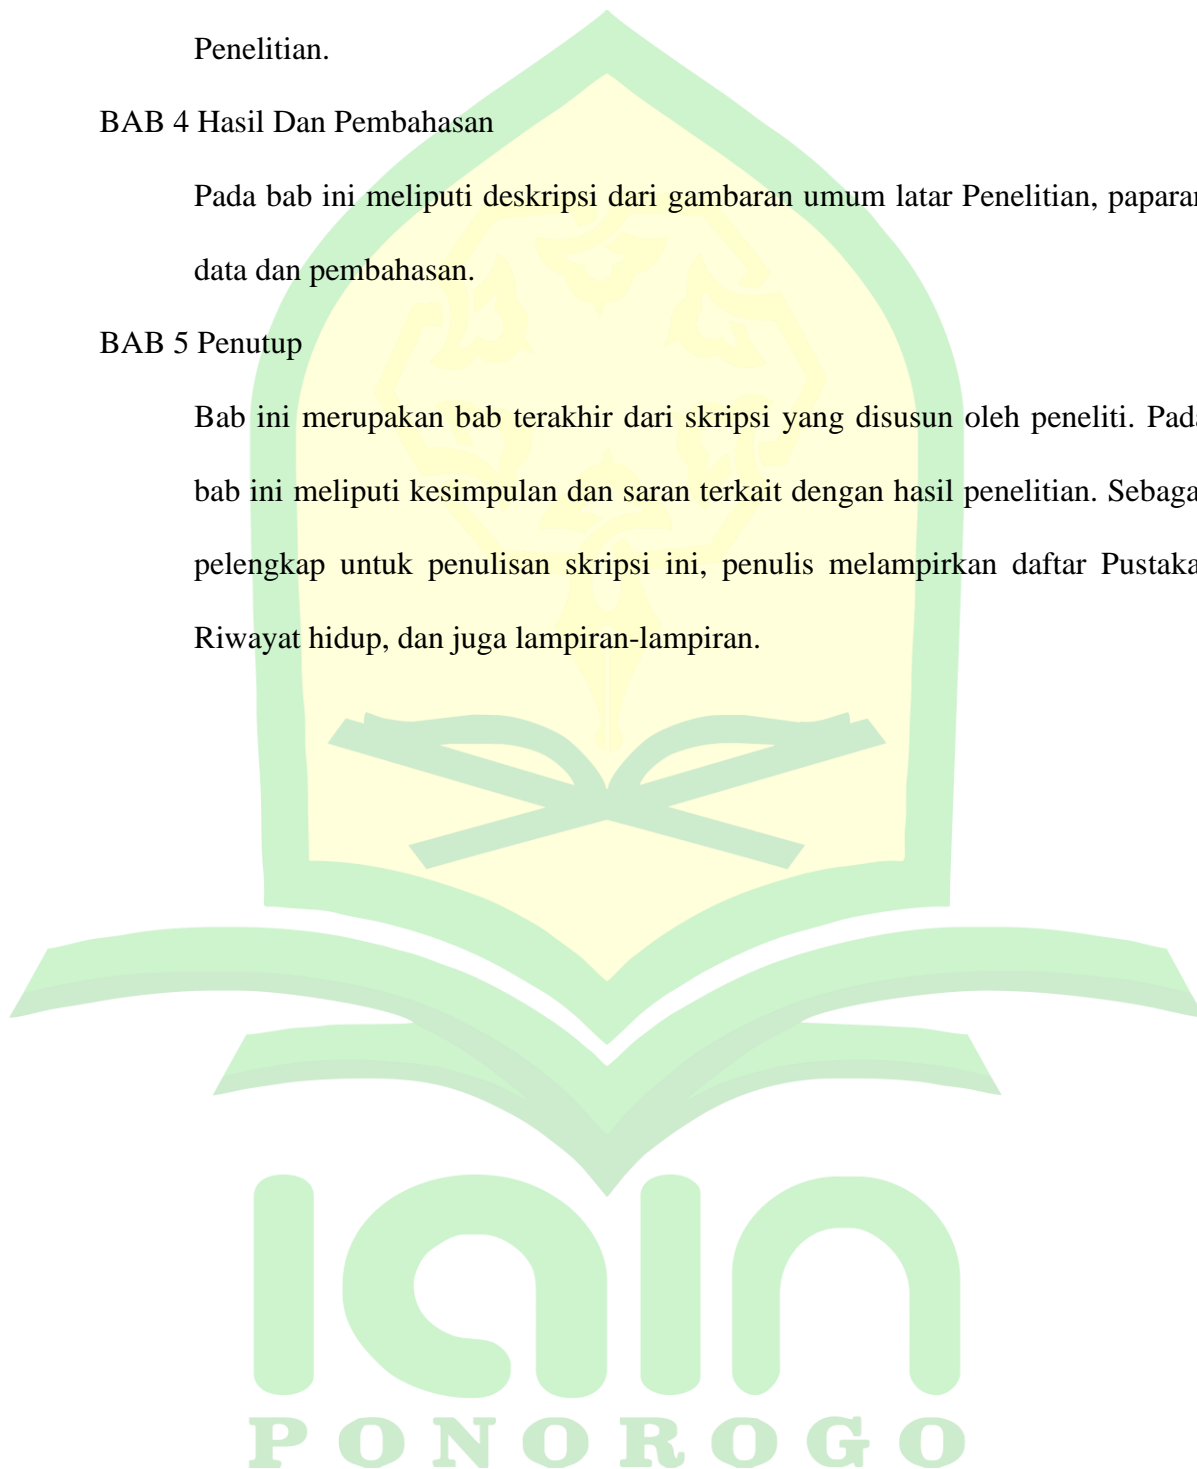 Penelitian.
BAB 4 Hasil Dan Pembahasan
Pada bab ini meliputi deskripsi dari gambaran umum latar Penelitian, paparan
data dan pembahasan.
BAB 5 Penutup
Bab ini merupakan bab terakhir dari skripsi yang disusun oleh peneliti. Pada
bab ini meliputi kesimpulan dan saran terkait dengan hasil penelitian. Sebagai
pelengkap untuk penulisan skripsi ini, penulis melampirkan daftar Pustaka
Riwayat hidup, dan juga lampiran-lampiran.
iain
PONOROGO